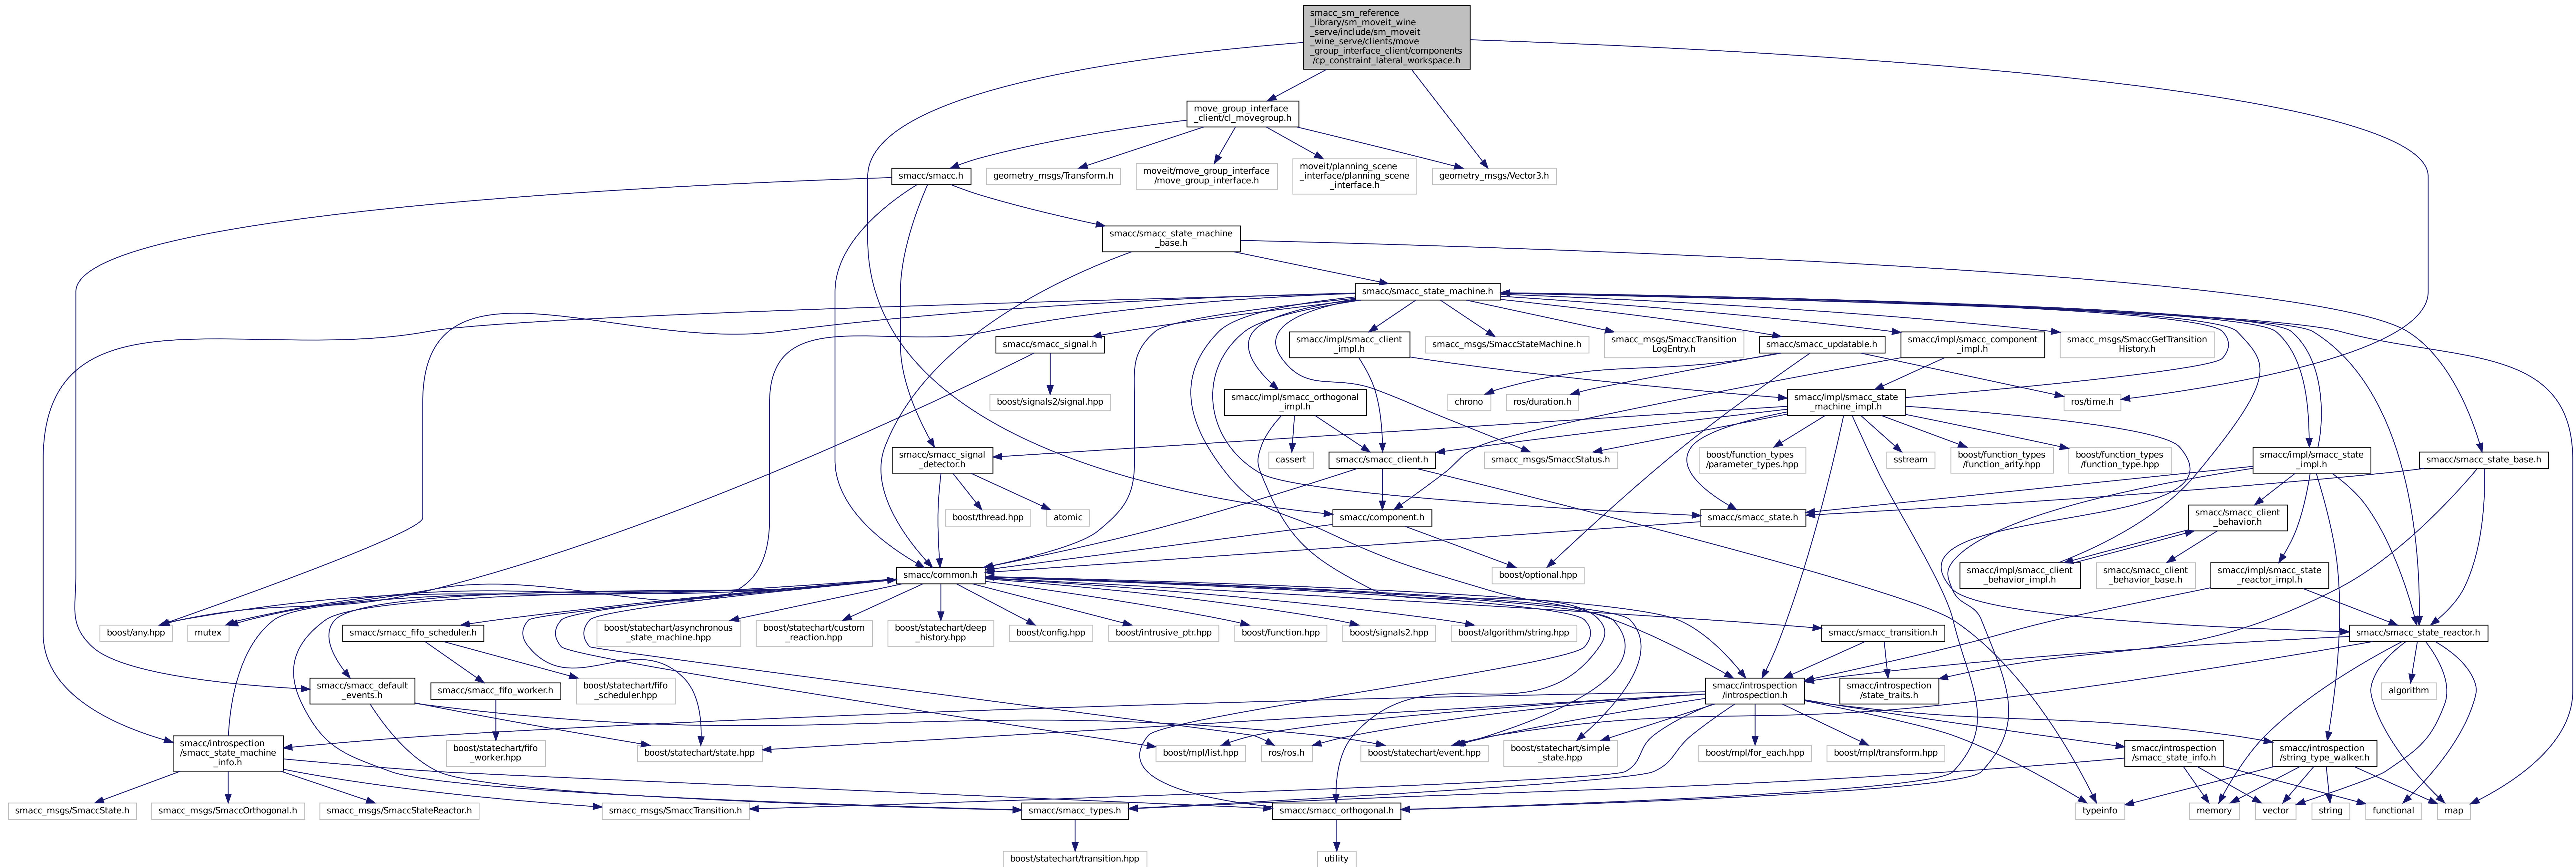 smacc_sm_reference
_library/sm_moveit_wine
_serve/include/sm_moveit
_wine_serve/clients/move
_group_interface_client/components
/cp_constraint_lateral_workspace.h
move_group_interface
_client/cl_movegroup.h
smacc/smacc.h
geometry_msgs/Transform.h
moveit/move_group_interface
/move_group_interface.h
moveit/planning_scene
_interface/planning_scene
_interface.h
geometry_msgs/Vector3.h
smacc/smacc_state_machine
_base.h
smacc/smacc_state_machine.h
smacc/smacc_signal.h
smacc/impl/smacc_client
_impl.h
smacc_msgs/SmaccStateMachine.h
smacc_msgs/SmaccTransition
LogEntry.h
smacc/smacc_updatable.h
smacc/impl/smacc_component
_impl.h
smacc_msgs/SmaccGetTransition
History.h
boost/signals2/signal.hpp
smacc/impl/smacc_orthogonal
_impl.h
chrono
ros/duration.h
smacc/impl/smacc_state
_machine_impl.h
ros/time.h
smacc/smacc_signal
_detector.h
cassert
smacc/smacc_client.h
smacc_msgs/SmaccStatus.h
boost/function_types
/parameter_types.hpp
sstream
boost/function_types
/function_arity.hpp
boost/function_types
/function_type.hpp
smacc/impl/smacc_state
_impl.h
smacc/smacc_state_base.h
boost/thread.hpp
atomic
smacc/component.h
smacc/smacc_state.h
smacc/smacc_client
_behavior.h
smacc/common.h
boost/optional.hpp
smacc/impl/smacc_client
_behavior_impl.h
smacc/smacc_client
_behavior_base.h
smacc/impl/smacc_state
_reactor_impl.h
boost/any.hpp
mutex
smacc/smacc_fifo_scheduler.h
boost/statechart/asynchronous
_state_machine.hpp
boost/statechart/custom
_reaction.hpp
boost/statechart/deep
_history.hpp
boost/config.hpp
boost/intrusive_ptr.hpp
boost/function.hpp
boost/signals2.hpp
boost/algorithm/string.hpp
smacc/smacc_transition.h
smacc/smacc_state_reactor.h
smacc/smacc_default
_events.h
smacc/smacc_fifo_worker.h
boost/statechart/fifo
_scheduler.hpp
smacc/introspection
/introspection.h
smacc/introspection
/state_traits.h
algorithm
smacc/introspection
/smacc_state_machine
_info.h
boost/statechart/fifo
_worker.hpp
boost/statechart/state.hpp
boost/mpl/list.hpp
ros/ros.h
boost/statechart/event.hpp
boost/statechart/simple
_state.hpp
boost/mpl/for_each.hpp
boost/mpl/transform.hpp
smacc/introspection
/smacc_state_info.h
smacc/introspection
/string_type_walker.h
smacc_msgs/SmaccState.h
smacc_msgs/SmaccOrthogonal.h
smacc_msgs/SmaccStateReactor.h
smacc_msgs/SmaccTransition.h
smacc/smacc_types.h
smacc/smacc_orthogonal.h
typeinfo
memory
vector
string
functional
map
boost/statechart/transition.hpp
utility